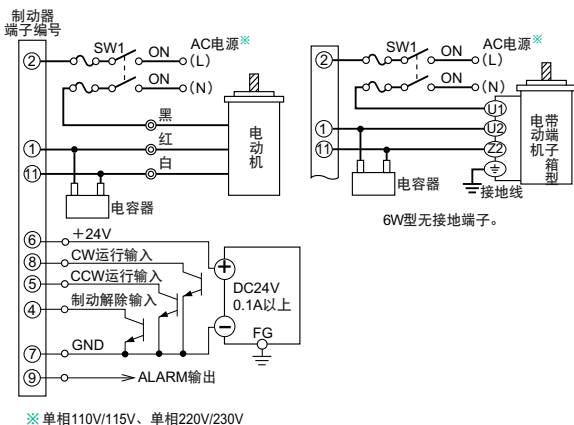 制动器
端子编号
② SW1 ON AC电源※
(L)
ON
(N)
黑
① 红
⑪ 白
电动机
电容器
⑥ +24V
⑧ CW运行输入
⑤ CCW运行输入
④ 制动解除输入
⑦ GND
⑨ ALARM输出
+
DC24V
0.1A以上
−
FG
② SW1 ON AC电源※
(L)
ON
(N)
U1
① U2
⑪ Z2
带端子箱型
电动机
电容器
接地线
6W型无接地端子。
※ 单相110V/115V、单相220V/230V